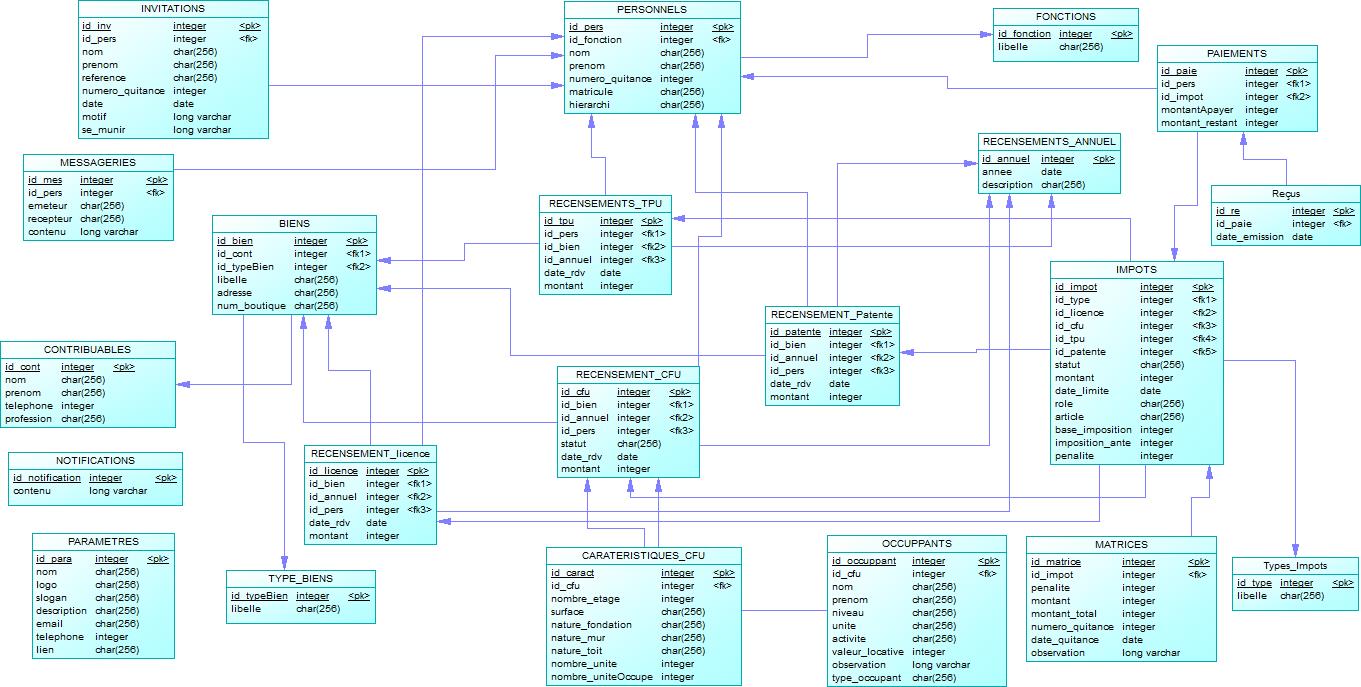 INVITATIONS
id_inv integer <pk>
id_pers integer <fk>
nom char(256)
prenom char(256)
reference char(256)
numero_quitance integer
date date
motif long varchar
se_munir long varchar
PERSONNELS
id_pers integer <pk>
id_fonction integer <fk>
nom char(256)
prenom char(256)
numero_quitance integer
matricule char(256)
hierarchi char(256)
FONCTIONS
id_fonction integer <pk>
libelle char(256)
PAIEMENTS
id_paie integer <pk>
id_pers integer <fk1>
id_impot integer <fk2>
montantApayer integer
montant_restant integer
MESSAGERIES
id_mes integer <pk>
id_pers integer <fk>
emeteur char(256)
recepteur char(256)
contenu long varchar
RECENSEMENTS_ANNUEL
id_annuel integer <pk>
annee date
description char(256)
Reçus
id_re integer <pk>
id_paie integer <fk>
date_emission date
RECENSEMENTS_TPU
id_tpu integer <pk>
id_pers integer <fk1>
id_bien integer <fk2>
id_annuel integer <fk3>
date_rdv date
montant integer
BIENS
id_bien integer <pk>
id_cont integer <fk1>
id_typeBien integer <fk2>
libelle char(256)
adresse char(256)
num_boutique char(256)
IMPOTS
id_impot integer <pk>
id_type integer <fk1>
id_licence integer <fk2>
id_cfu integer <fk3>
id_tpu integer <fk4>
id_patente integer <fk5>
statut char(256)
montant integer
date_limite date
role char(256)
article char(256)
base_imposition integer
imposition_ante integer
penalite integer
RECENSEMENT_Patente
id_patente integer <pk>
id_bien integer <fk1>
id_annuel integer <fk2>
id_pers integer <fk3>
date_rdv date
montant integer
CONTRIBUABLES
id_cont integer <pk>
nom char(256)
prenom char(256)
telephone integer
profession char(256)
RECENSEMENT_CFU
id_cfu integer <pk>
id_bien integer <fk1>
id_annuel integer <fk2>
id_pers integer <fk3>
statut char(256)
date_rdv date
montant integer
RECENSEMENT_licence
id_licence integer <pk>
id_bien integer <fk1>
id_annuel integer <fk2>
id_pers integer <fk3>
date_rdv date
montant integer
NOTIFICATIONS
id_notification integer <pk>
contenu long varchar
PARAMETRES
id_para integer <pk>
nom char(256)
logo char(256)
slogan char(256)
description char(256)
email char(256)
telephone integer
lien char(256)
TYPE_BIENS
id_typeBien integer <pk>
libelle char(256)
CARATERISTIQUES_CFU
id_caract integer <pk>
id_cfu integer <fk>
nombre_etage integer
surface char(256)
nature_fondation char(256)
nature_mur char(256)
nature_toit char(256)
nombre_unite integer
nombre_uniteOccupe integer
OCCUPPANTS
id_occuppant integer <pk>
id_cfu integer <fk>
nom char(256)
prenom char(256)
niveau char(256)
unite char(256)
activite char(256)
valeur_locative integer
observation long varchar
type_occupant char(256)
MATRICES
id_matrice integer <pk>
id_impot integer <fk>
penalite integer
montant integer
montant_total integer
numero_quitance integer
date_quitance date
observation long varchar
Types_Impots
id_type integer <pk>
libelle char(256)